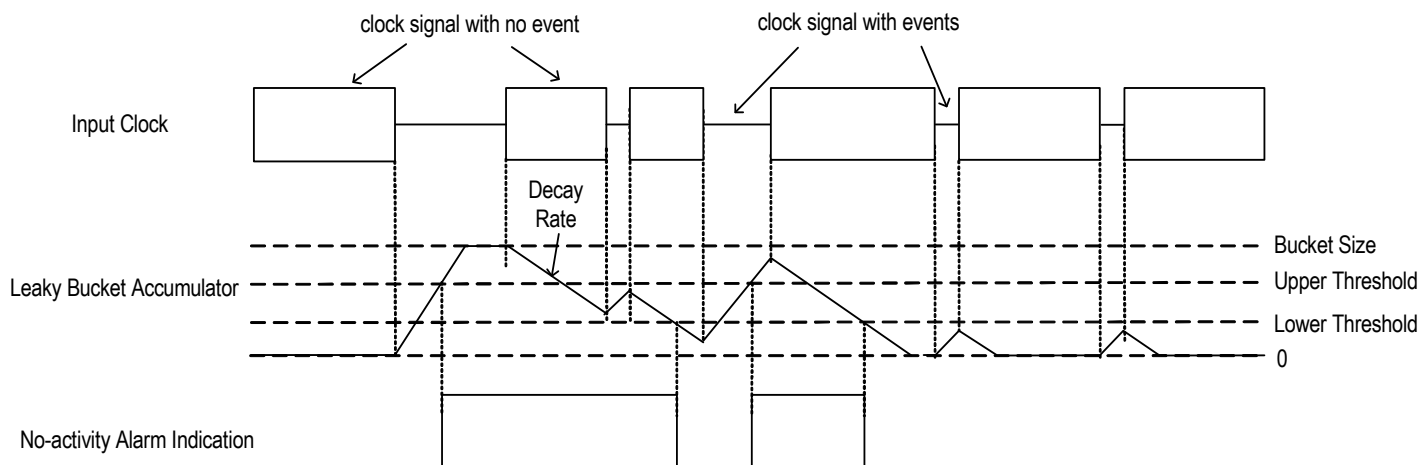 clock signal with no event
clock signal with events
Input Clock
Decay
Rate
Bucket Size
Leaky Bucket Accumulator
Upper Threshold
Lower Threshold
0
No-activity Alarm Indication